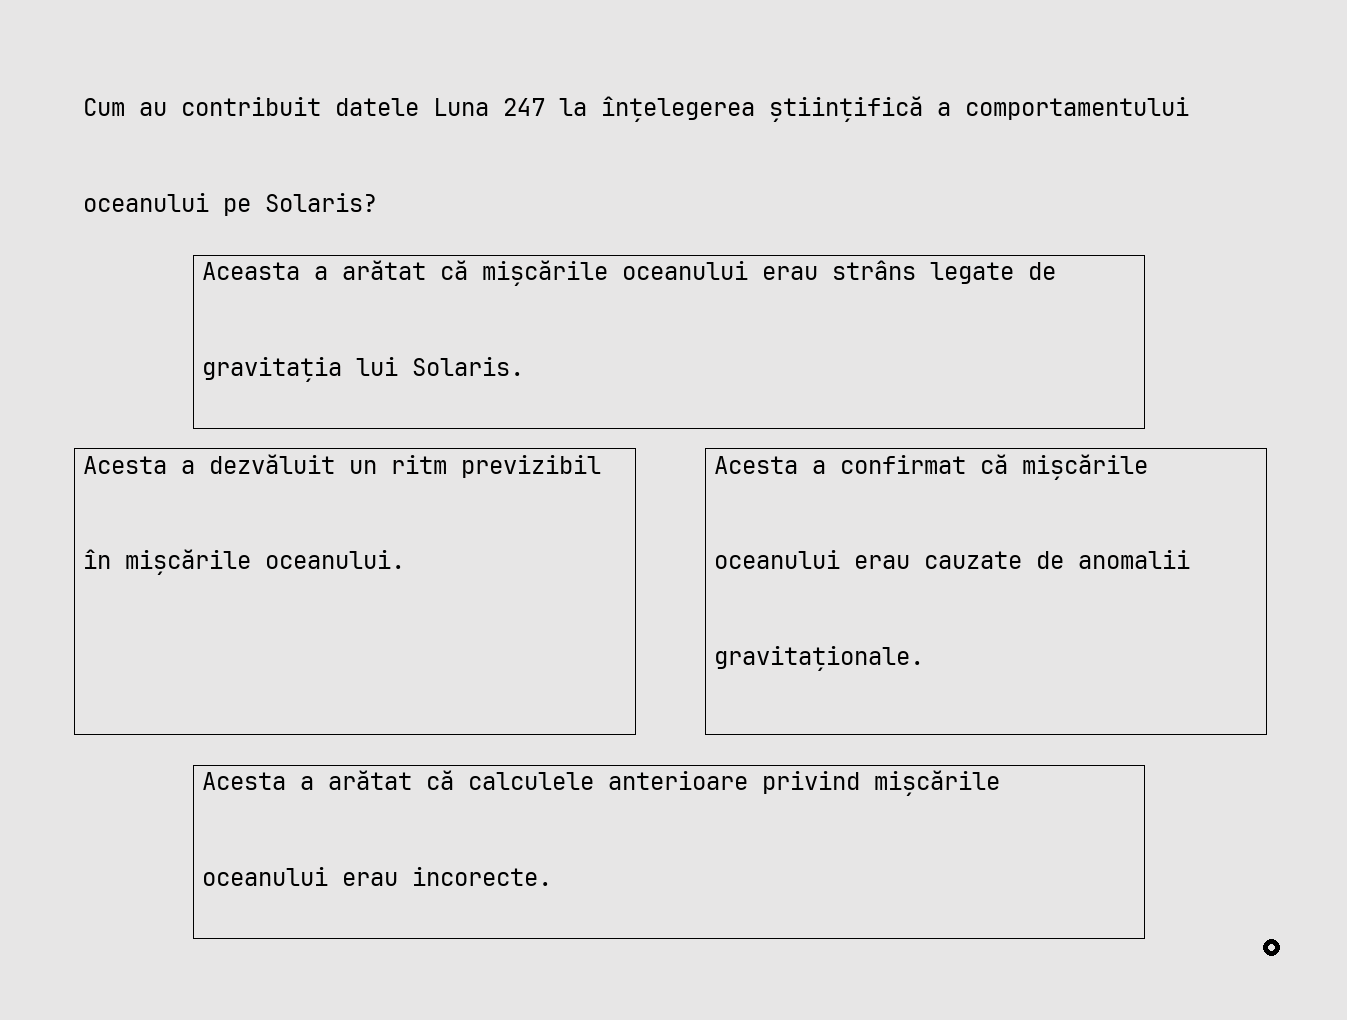 Cum au contribuit datele Luna 247 la înțelegerea științifică a comportamentului
oceanului pe Solaris?
Aceasta a arătat că mișcările oceanului erau strâns legate de
gravitația lui Solaris.
Acesta a dezvăluit un ritm previzibil
în mișcările oceanului.
Acesta a confirmat că mișcările
oceanului erau cauzate de anomalii
gravitaționale.
Acesta a arătat că calculele anterioare privind mișcările
oceanului erau incorecte.